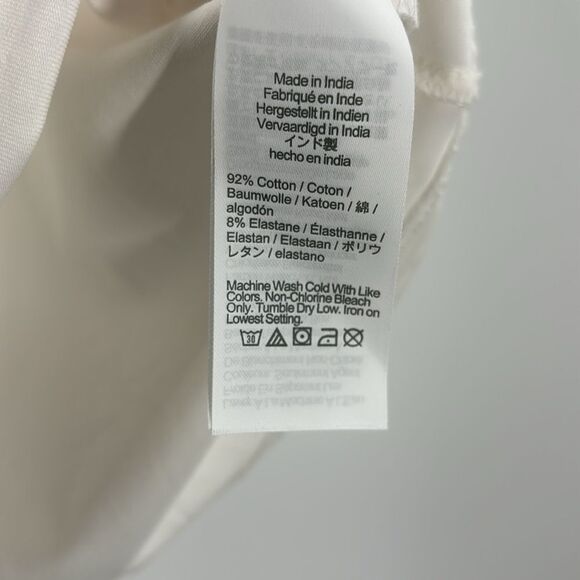 Made in India
Fabriqué en Inde
Hergestellt in Indien
Vervaardigd in India
インド製
hecho en india
92% Cotton / Coton /
Baumwolle / Katoen / 綿 /
algodón
8% Elastane / Élasthanne /
Elastan / Elastaan / ポリウ
レタン / elastano
Machine Wash Cold With Like
Colors. Non-Chlorine Bleach
Only. Tumble Dry Low. Iron on
Lowest Setting.
30